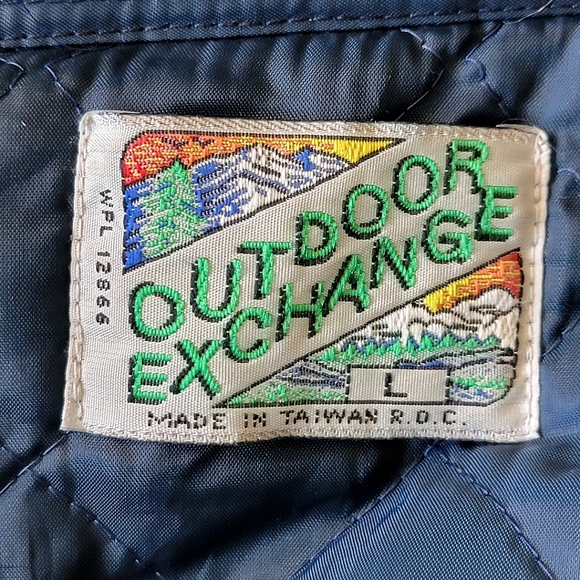 OUTDOOR
EXCHANGE
WPL 12866
L
MADE IN TAIWAN R.O.C.